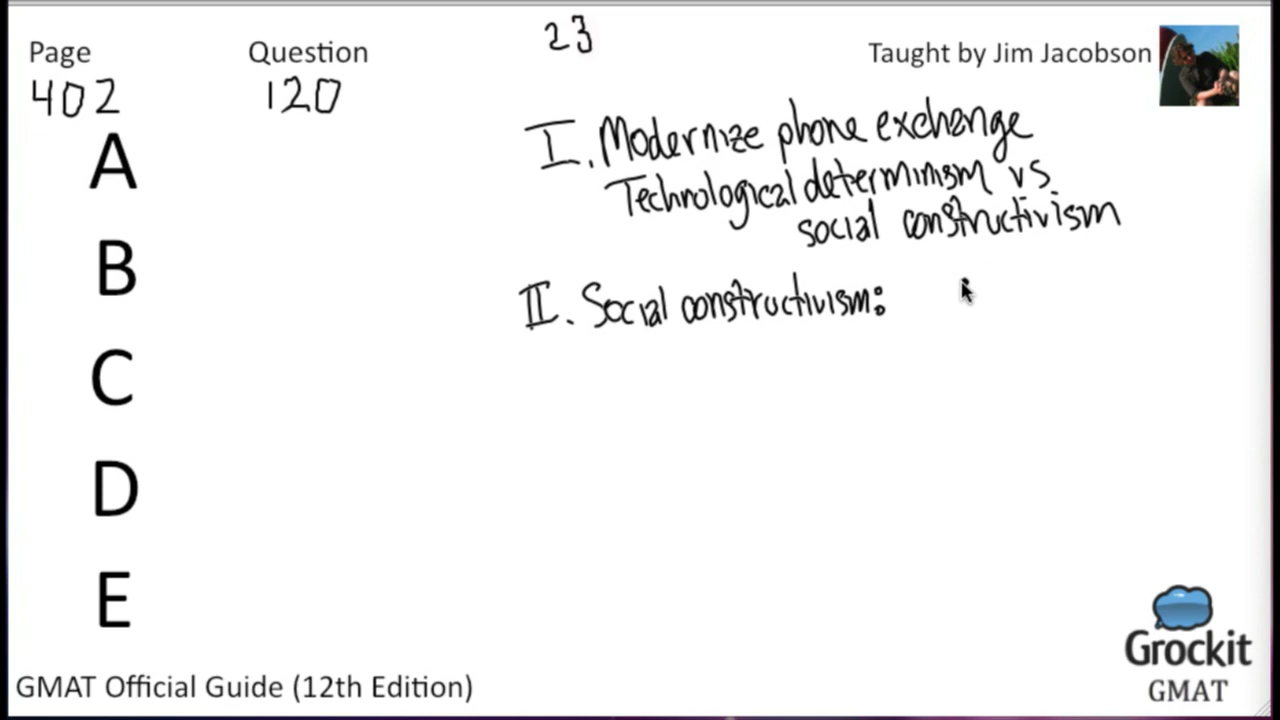 23
Page Question Taught by Jim Jacobson
402 120
I. Modernize phone exchange
Technological determinism vs
social constructivism
II. Social constructivism:
A
B
C
D
E
Grockit
GMAT
GMAT Official Guide (12th Edition)